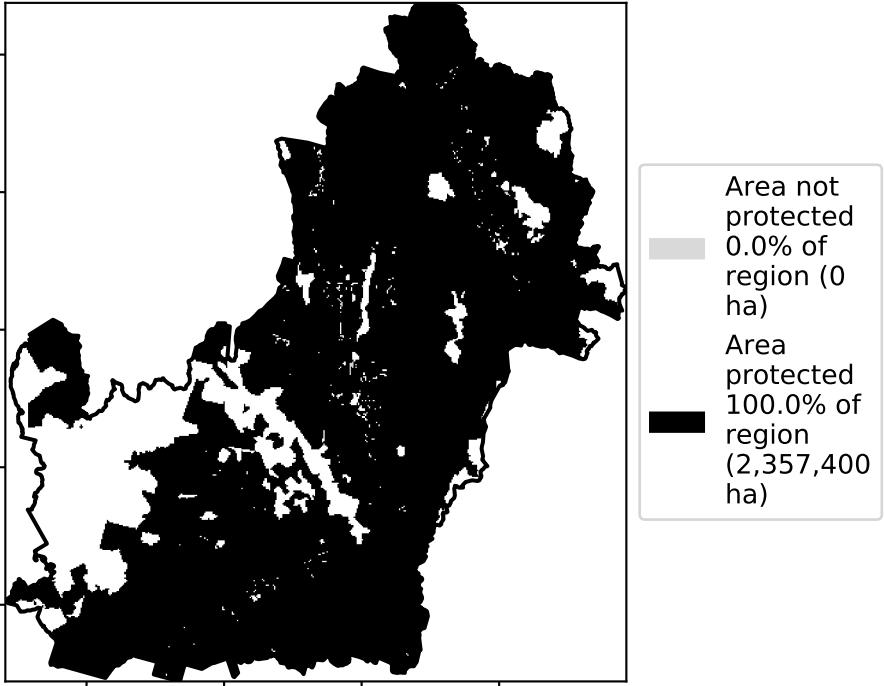 Area not
protected
0.0% of
region (0
ha)
Area
protected
100.0% of
region
(2,357,400
ha)